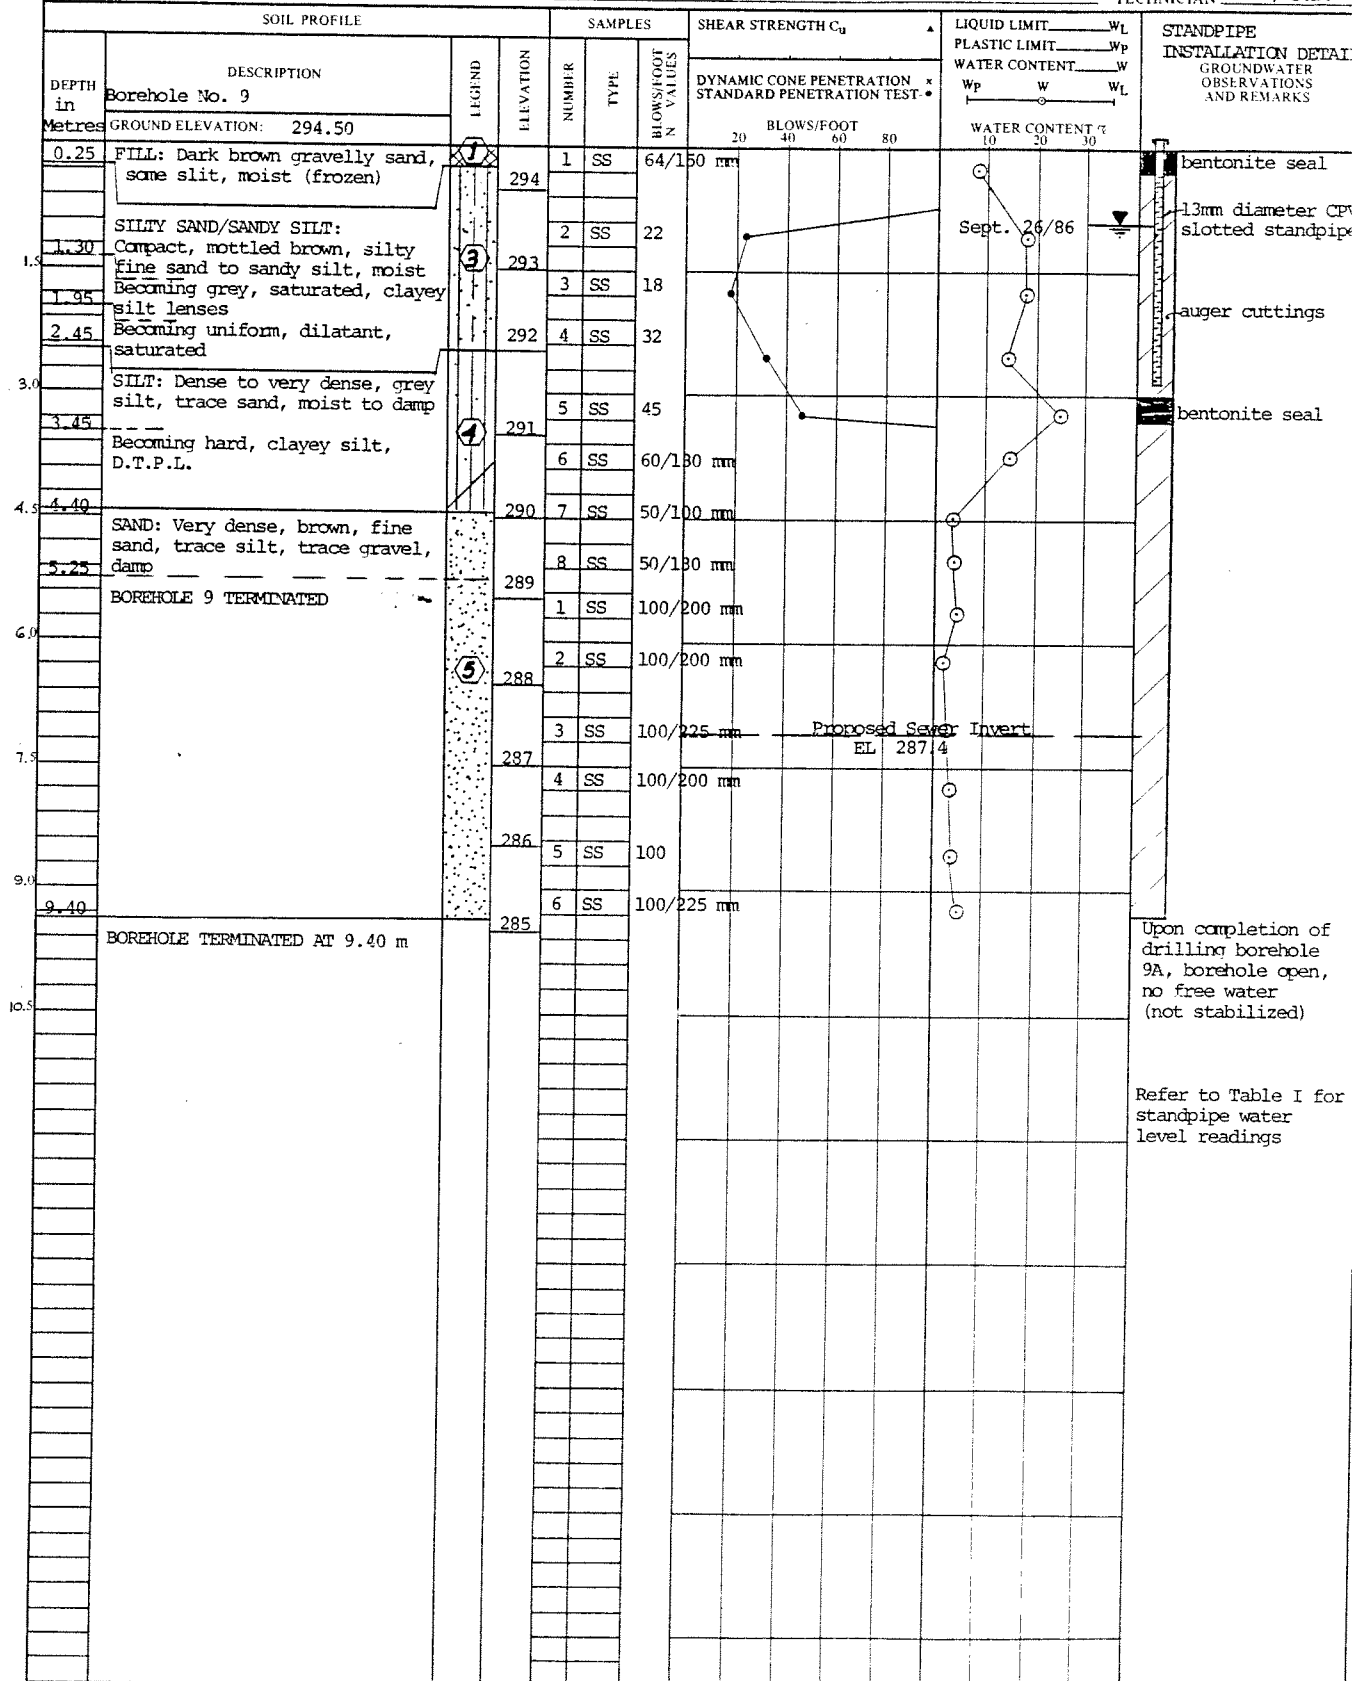 TECHNICIAN
SOIL PROFILE
SAMPLES
SHEAR STRENGTH Cu ▲
LIQUID LIMIT WL
PLASTIC LIMIT WP
WATER CONTENT W
WP W WL
STANDPIPE
INSTALLATION DETAI
GROUNDWATER
OBSERVATIONS
AND REMARKS
DEPTH
in
Metres
DESCRIPTION
Borehole No. 9
GROUND ELEVATION: 294.50
LEGEND
ELEVATION
NUMBER
TYPE
BLOWS/FOOT
N VALUES
DYNAMIC CONE PENETRATION ×
STANDARD PENETRATION TEST- •
BLOWS/FOOT
20 40 60 80
WATER CONTENT %
10 20 30
0.25 FILL: Dark brown gravelly sand,
some slit, moist (frozen)
1
294
1 SS 64/150 mm
bentonite seal
SILTY SAND/SANDY SILT:
1.30 Compact, mottled brown, silty
fine sand to sandy silt, moist
1.5
3
293
2 SS 22
Sept. 26/86
13mm diameter CPV
slotted standpipe
1.95 Becoming grey, saturated, clayey
silt lenses
3 SS 18
auger cuttings
2.45 Becoming uniform, dilatant,
saturated
292
4 SS 32
3.0
SILT: Dense to very dense, grey
silt, trace sand, moist to damp
5 SS 45
bentonite seal
3.45
4
291
Becoming hard, clayey silt,
D.T.P.L.
6 SS 60/130 mm
4.5
4.40
290
7 SS 50/100 mm
SAND: Very dense, brown, fine
sand, trace silt, trace gravel,
5.25 damp
8 SS 50/130 mm
289
BOREHOLE 9 TERMINATED
1 SS 100/200 mm
6.0
2 SS 100/200 mm
5
288
3 SS 100/225 mm
Proposed Sewer Invert
EL 287.4
7.5
287
4 SS 100/200 mm
286
5 SS 100
9.0
9.40
6 SS 100/225 mm
285
BOREHOLE TERMINATED AT 9.40 m
Upon completion of
drilling borehole
9A, borehole open,
no free water
(not stabilized)
10.5
Refer to Table I for
standpipe water
level readings